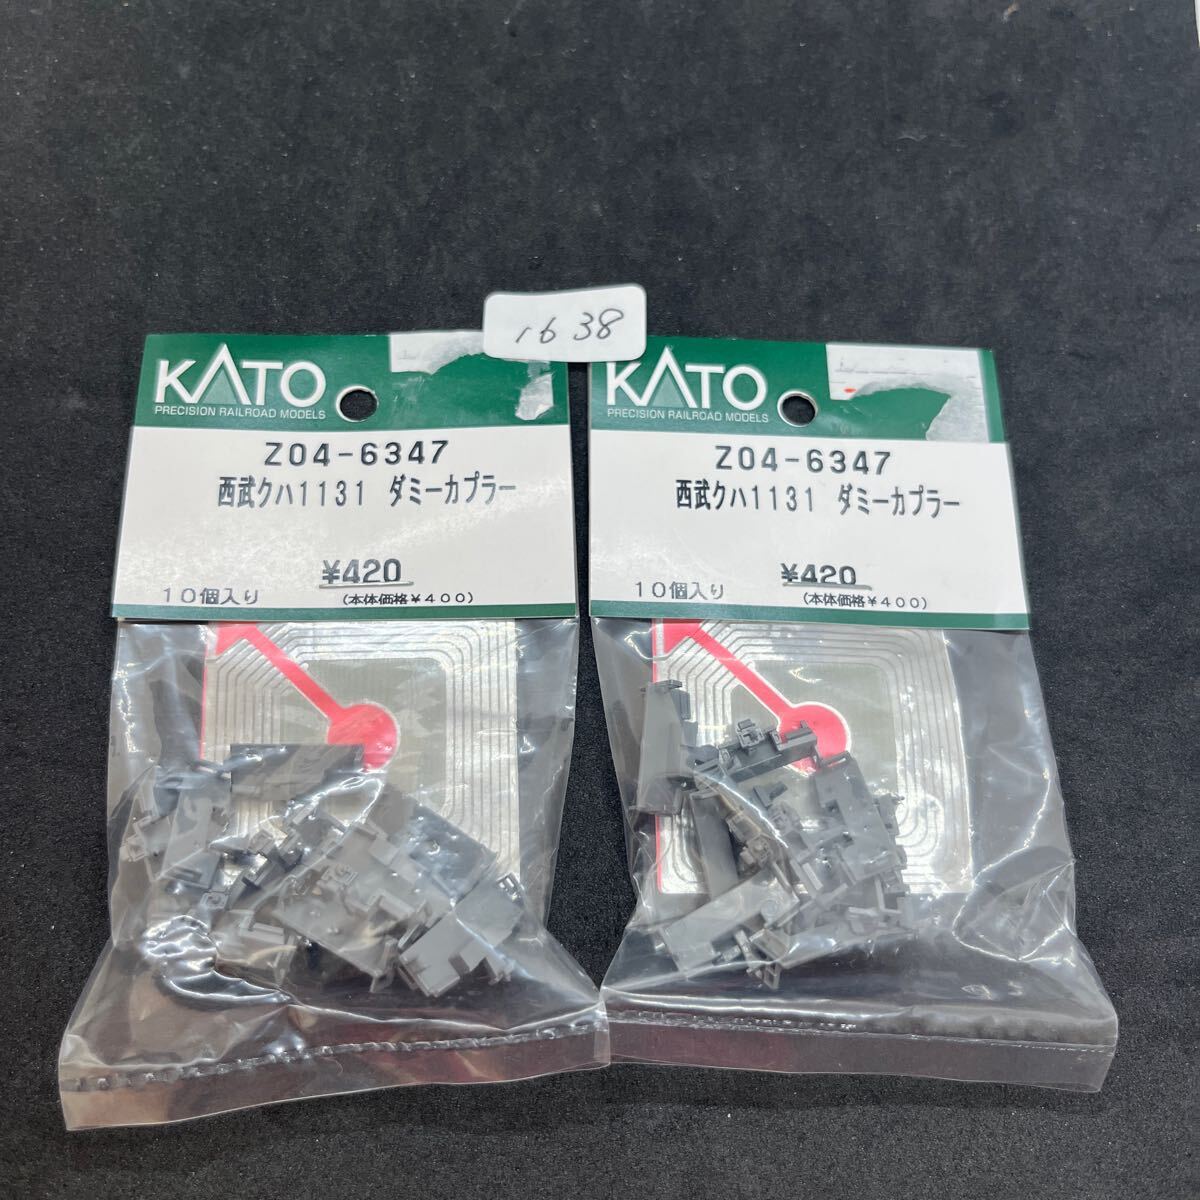 1638
KATO
PRECISION RAILROAD MODELS
Z04-6347
西武クハ1131 ダミーカプラー
¥420
10個入り
(本体価格¥400)
KATO
PRECISION RAILROAD MODELS
Z04-6347
西武クハ1131 ダミーカプラー
¥420
10個入り
(本体価格¥400)